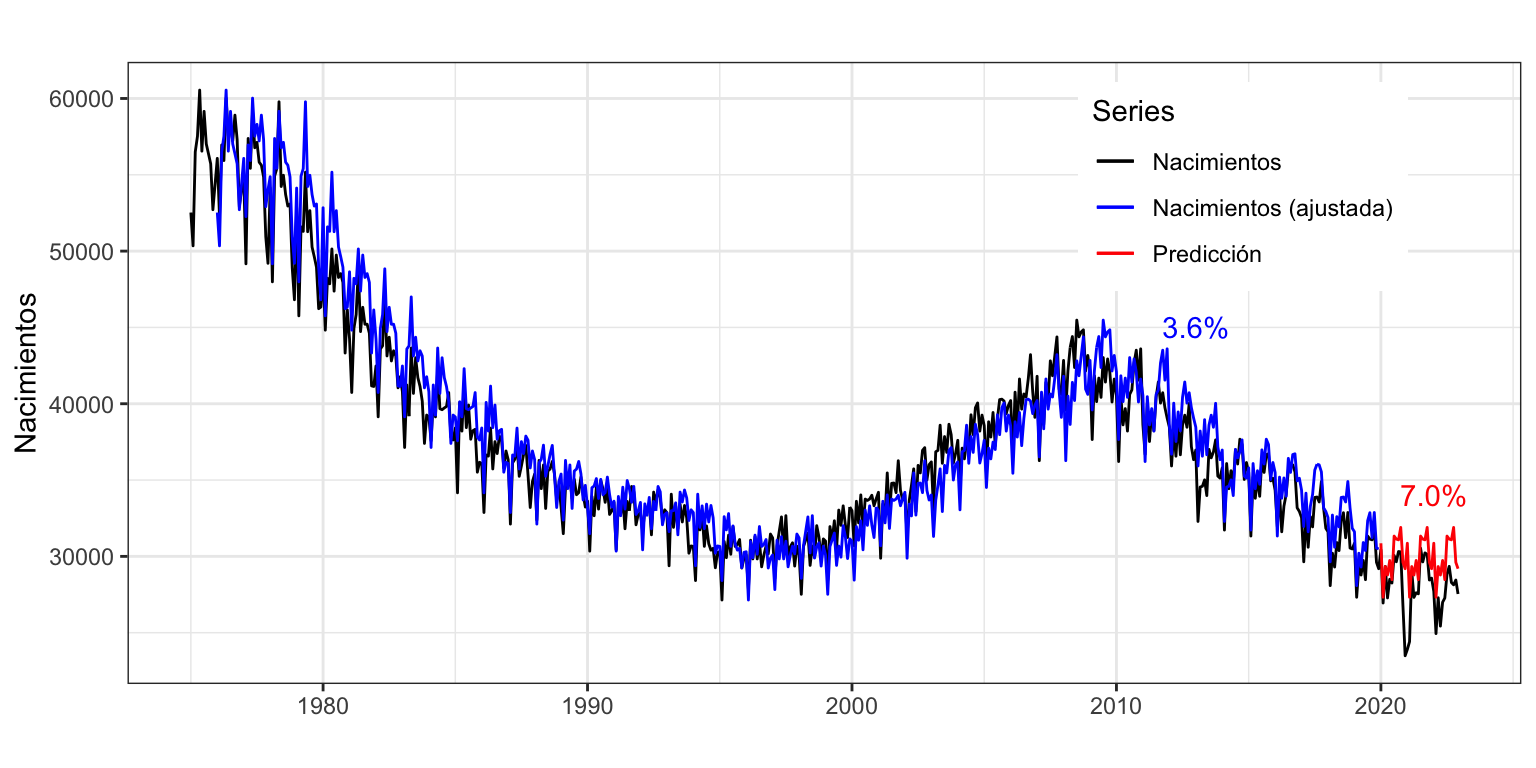 Series
Nacimientos
Nacimientos (ajustada)
Predicción
3.6%
7.0%
Nacimientos
60000
50000
40000
30000
1980
1990
2000
2010
2020